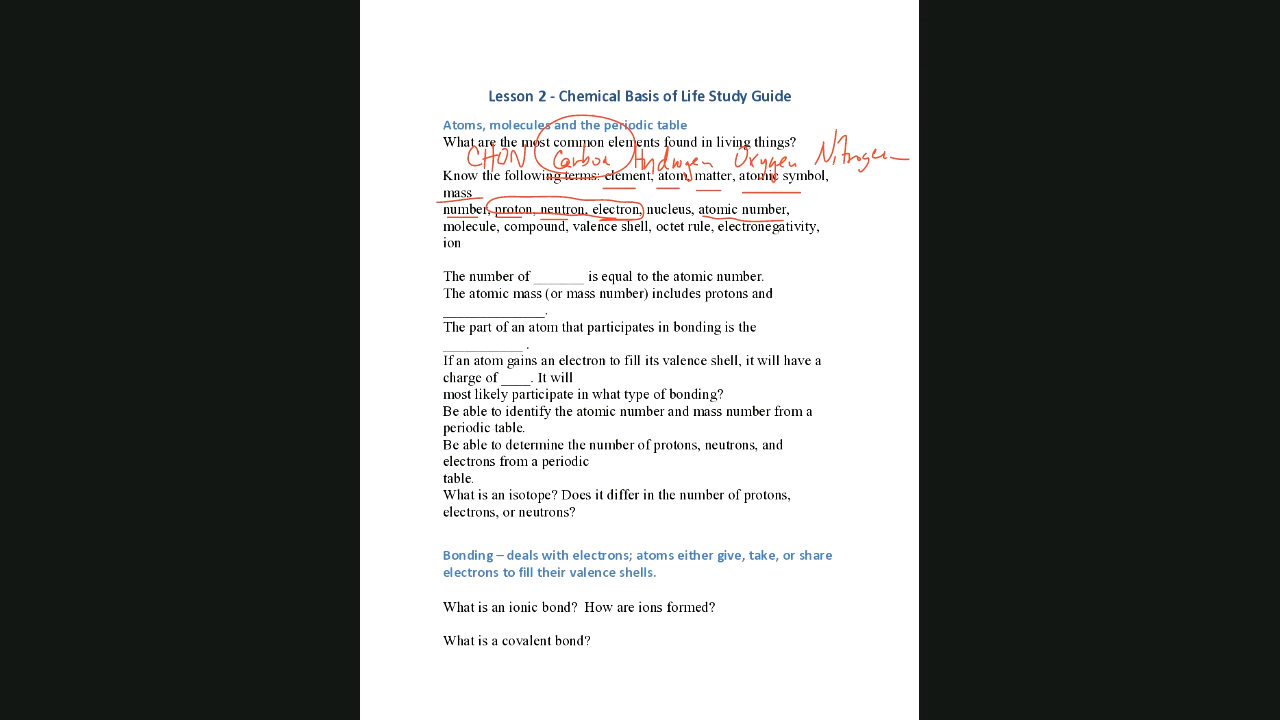 Lesson 2 - Chemical Basis of Life Study Guide
Atoms, molecules and the periodic table
What are the most common elements found in living things?
CHON Carbon Hydrogen Oxygen Nitrogen
Know the following terms: element, atom, matter, atomic symbol,
mass
number, proton, neutron, electron, nucleus, atomic number,
molecule, compound, valence shell, octet rule, electronegativity,
ion
The number of _______ is equal to the atomic number.
The atomic mass (or mass number) includes protons and
______________.
The part of an atom that participates in bonding is the
___________ .
If an atom gains an electron to fill its valence shell, it will have a
charge of ____. It will
most likely participate in what type of bonding?
Be able to identify the atomic number and mass number from a
periodic table.
Be able to determine the number of protons, neutrons, and
electrons from a periodic
table.
What is an isotope? Does it differ in the number of protons,
electrons, or neutrons?
Bonding – deals with electrons; atoms either give, take, or share
electrons to fill their valence shells.
What is an ionic bond? How are ions formed?
What is a covalent bond?